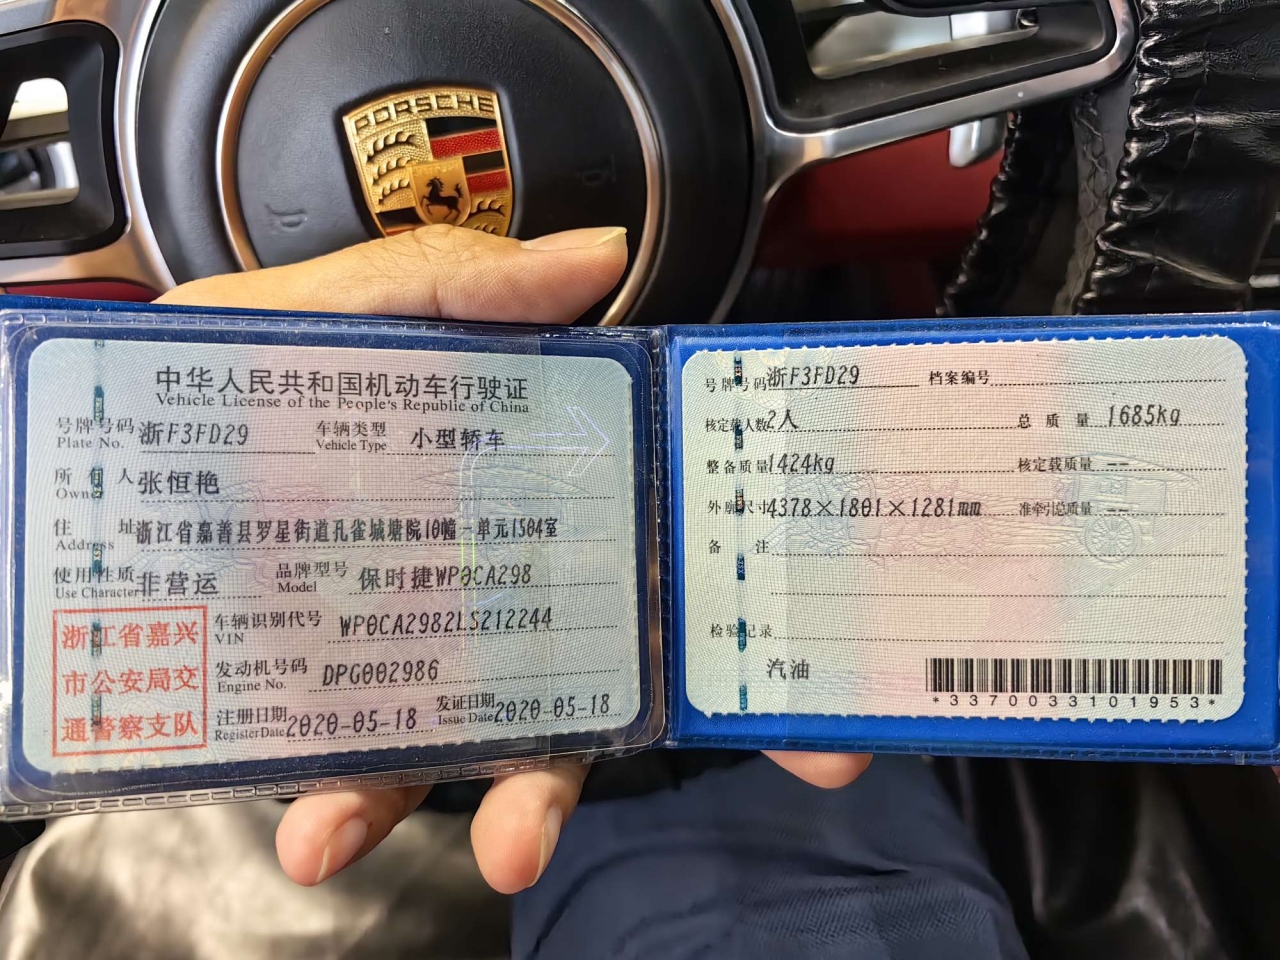 PORSCHE
中华人民共和国机动车行驶证
Vehicle License of the People's Republic of China
号牌号码 浙F3FD29 车辆类型 小型轿车
Plate No. Vehicle Type
所有人 张恒艳
Owner
住址 浙江省嘉善县罗星街道孔雀城塘院10幢一单元1504室
Address
使用性质 非营运 品牌型号 保时捷WP0CA298
Use Character Model
浙江省嘉兴
市公安局交
通警察支队
车辆识别代号 WP0CA2982LS212244
VIN
发动机号码 DPG002986
Engine No.
注册日期 2020-05-18 发证日期 2020-05-18
Register Date Issue Date
号牌号码 浙F3FD29 档案编号
核定载人数 2人 总质量 1685kg
整备质量 1424kg 核定载质量 --
外廓尺寸 4378×1801×1281mm 准牵引总质量 --
备注
检验记录
汽油
*3370033101953*